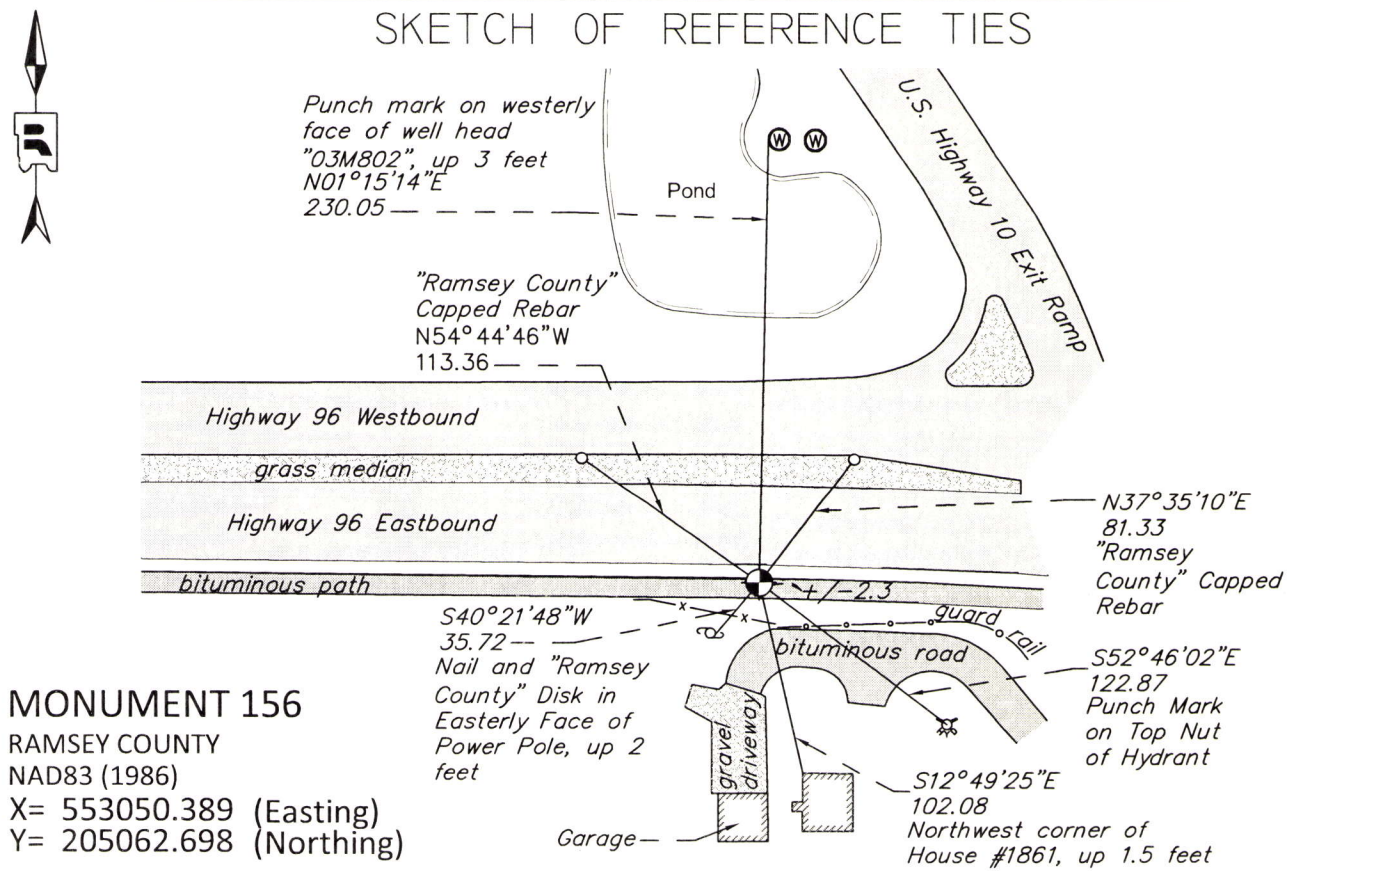 SKETCH OF REFERENCE TIES
Punch mark on westerly
face of well head
"03M802", up 3 feet
N01°15'14"E
230.05
Pond
W W
U.S. Highway 10 Exit Ramp
"Ramsey County"
Capped Rebar
N54°44'46"W
113.36
Highway 96 Westbound
grass median
Highway 96 Eastbound
bituminous path
N37°35'10"E
81.33
"Ramsey
County" Capped
Rebar
+/-2.3
guard rail
bituminous road
S40°21'48"W
35.72
Nail and "Ramsey
County" Disk in
Easterly Face of
Power Pole, up 2
feet
S52°46'02"E
122.87
Punch Mark
on Top Nut
of Hydrant
gravel
driveway
Garage
S12°49'25"E
102.08
Northwest corner of
House #1861, up 1.5 feet
MONUMENT 156
RAMSEY COUNTY
NAD83 (1986)
X= 553050.389 (Easting)
Y= 205062.698 (Northing)